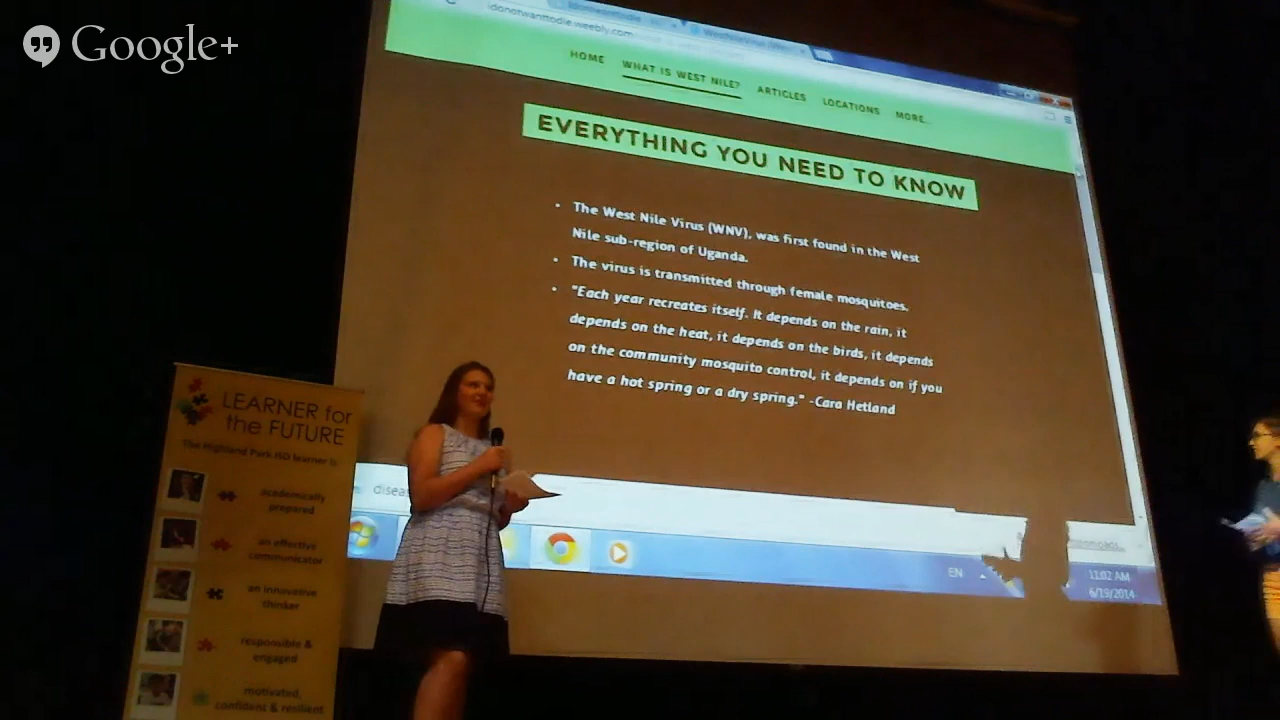 Google+
idonotwanttodie.weebly.com
HOME WHAT IS WEST NILE? ARTICLES LOCATIONS MORE...
EVERYTHING YOU NEED TO KNOW
• The West Nile Virus (WNV), was first found in the West
Nile sub-region of Uganda.
• The virus is transmitted through female mosquitoes.
• "Each year recreates itself. It depends on the rain, it
depends on the heat, it depends on the birds, it depends
on the community mosquito control, it depends on if you
have a hot spring or a dry spring." -Cara Hetland
EN
11:02 AM
6/19/2014
LEARNER for
the FUTURE
The Highland Park ISD learner is:
academically
prepared
an effective
communicator
an innovative
thinker
responsible &
engaged
motivated,
confident & resilient